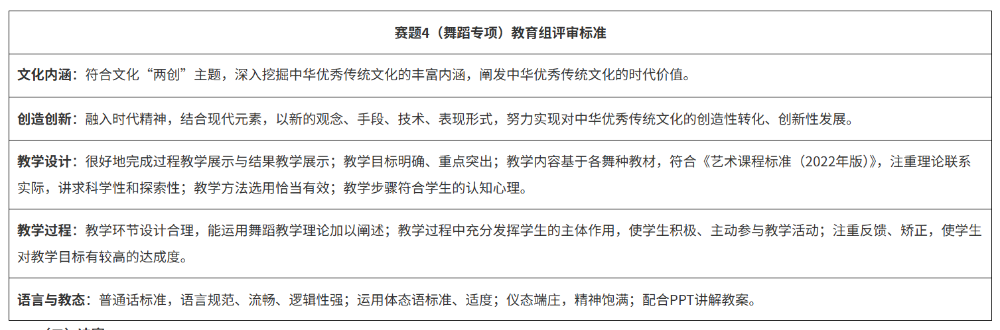 赛题4（舞蹈专项）教育组评审标准
文化内涵：符合文化“两创”主题，深入挖掘中华优秀传统文化的丰富内涵，阐发中华优秀传统文化的时代价值。
创造创新：融入时代精神，结合现代元素，以新的观念、手段、技术、表现形式，努力实现对中华优秀传统文化的创造性转化、创新性发展。
教学设计：很好地完成过程教学展示与结果教学展示；教学目标明确、重点突出；教学内容基于各舞种教材，符合《艺术课程标准（2022年版）》，注重理论联系
实际，讲求科学性和探索性；教学方法选用恰当有效；教学步骤符合学生的认知心理。
教学过程：教学环节设计合理，能运用舞蹈教学理论加以阐述；教学过程中充分发挥学生的主体作用，使学生积极、主动参与教学活动；注重反馈、矫正，使学生
对教学目标有较高的达成度。
语言与教态：普通话标准，语言规范、流畅、逻辑性强；运用体态语标准、适度；仪态端庄，精神饱满；配合PPT讲解教案。